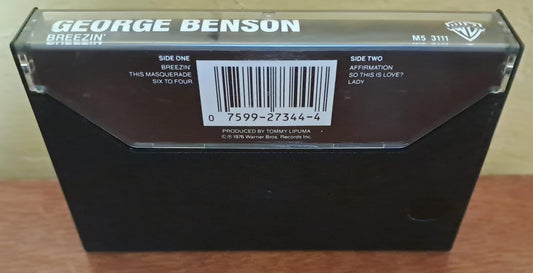 GEORGE BENSON
BREEZIN'
M5 3111
SIDE ONE
BREEZIN'
THIS MASQUERADE
SIX TO FOUR
SIDE TWO
AFFIRMATION
SO THIS IS LOVE?
LADY
0 7599-27344-4
PRODUCED BY TOMMY LIPUMA
©℗ 1976 Warner Bros. Records Inc.